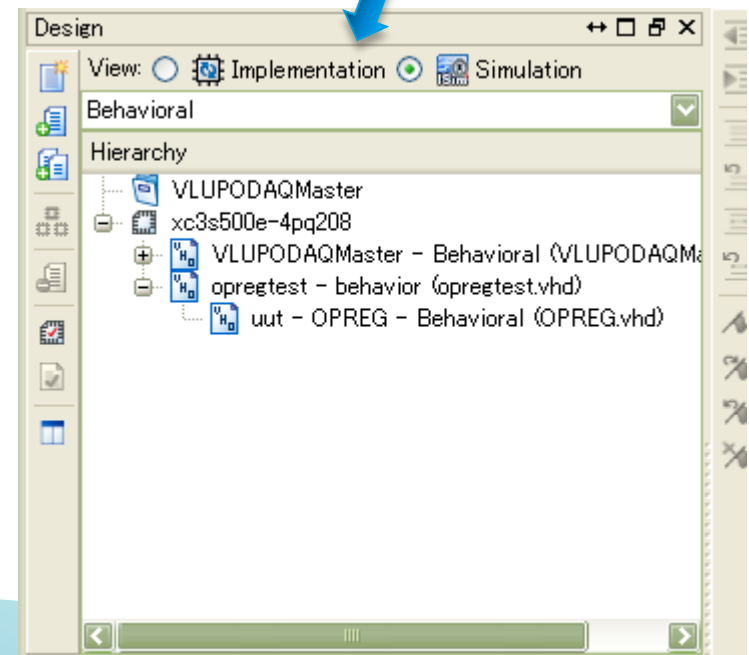 Design
View: Implementation Simulation
Behavioral
Hierarchy
VLUPODAQMaster
xc3s500e-4pq208
VLUPODAQMaster - Behavioral (VLUPODAQMa
opregtest - behavior (opregtest.vhd)
uut - OPREG - Behavioral (OPREG.vhd)